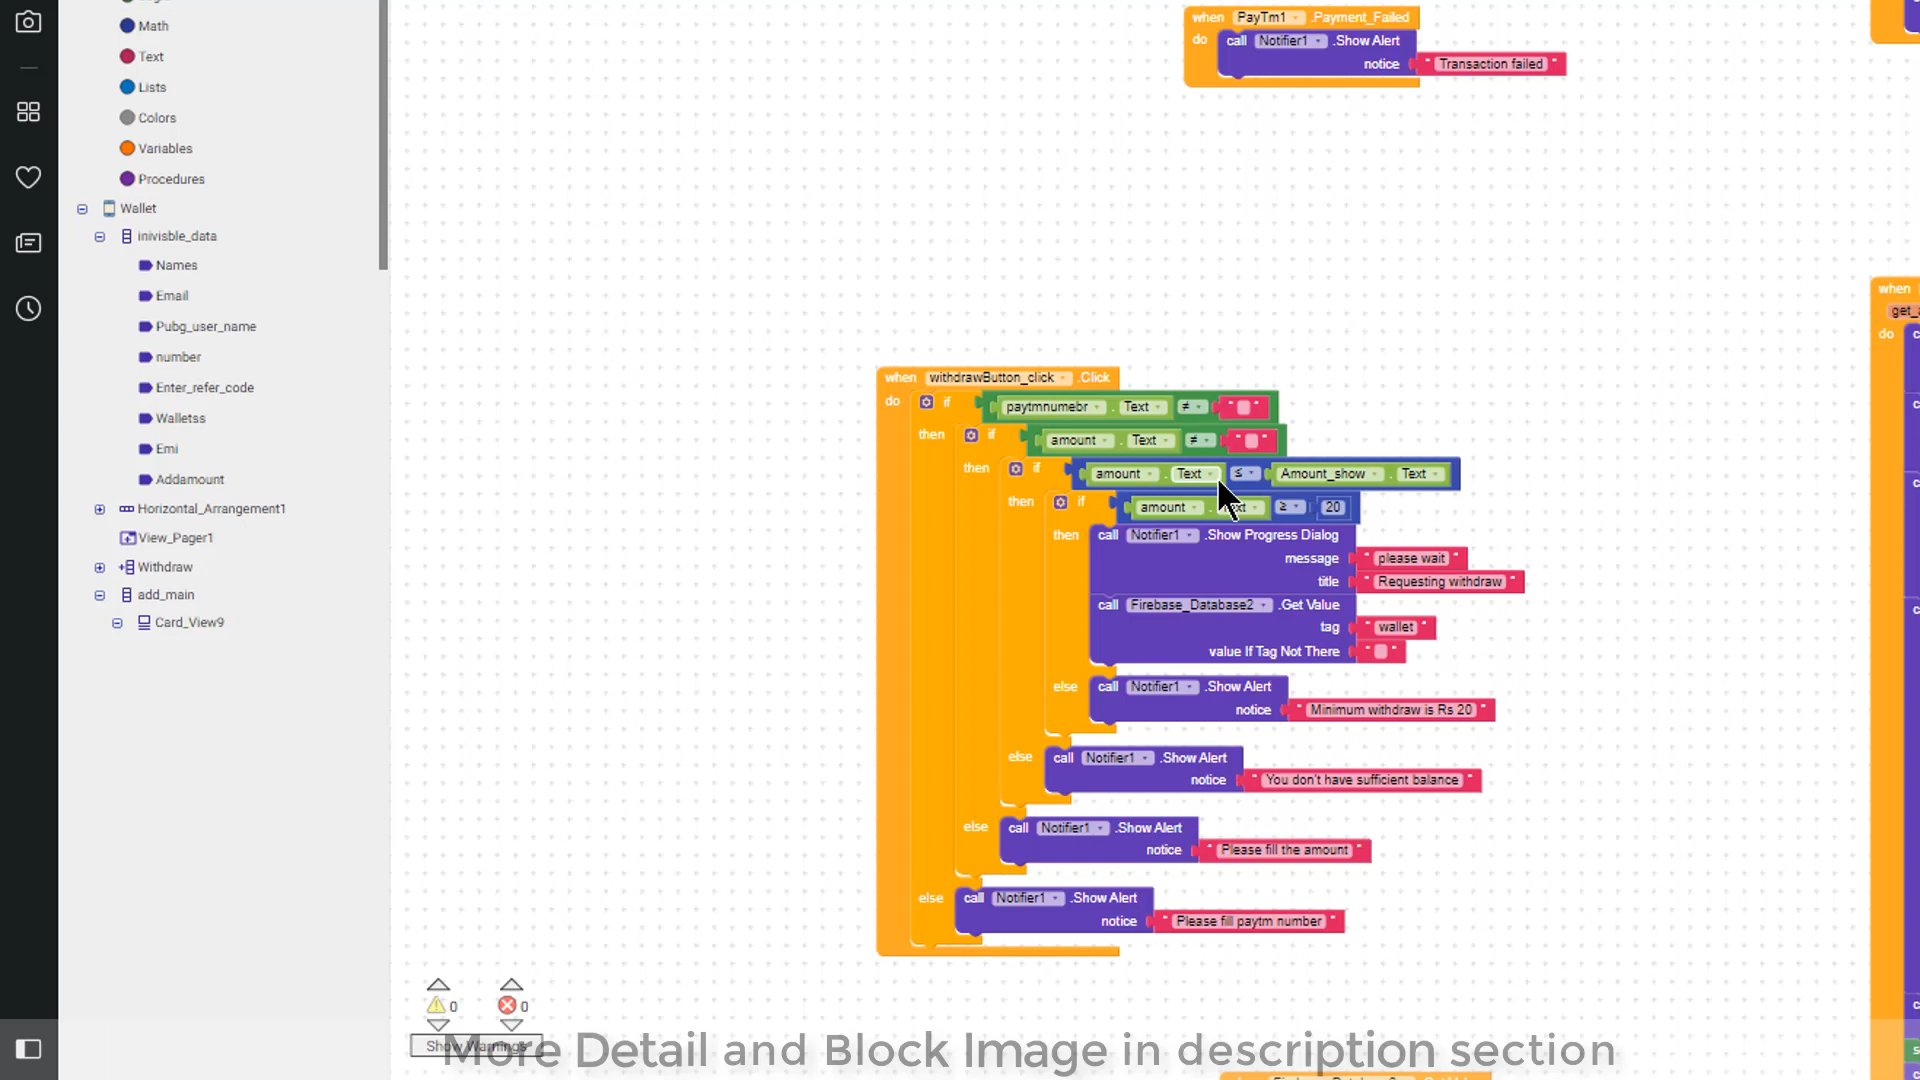 Math
Text
Lists
Colors
Variables
Procedures
Wallet
inivisble_data
Names
Email
Pubg_user_name
number
Enter_refer_code
Walletss
Emi
Addamount
Horizontal_Arrangement1
View_Pager1
Withdraw
add_main
Card_View9
when PayTm1 .Payment_Failed
do call Notifier1 .Show Alert
notice " Transaction failed "
when withdrawButton_click .Click
do if paytmnumebr . Text ≠ " "
then if amount . Text ≠ " "
then if amount . Text ≤ Amount_show . Text
then if amount . Text ≥ 20
then call Notifier1 .Show Progress Dialog
message " please wait "
title " Requesting withdraw "
call Firebase_Database2 .Get Value
tag " wallet "
value If Tag Not There " "
else call Notifier1 .Show Alert
notice " Minimum withdraw is Rs 20 "
else call Notifier1 .Show Alert
notice " You don't have sufficient balance "
else call Notifier1 .Show Alert
notice " Please fill the amount "
else call Notifier1 .Show Alert
notice " Please fill paytm number "
when
do
0 0
Show Warnings
More Detail and Block Image in description section